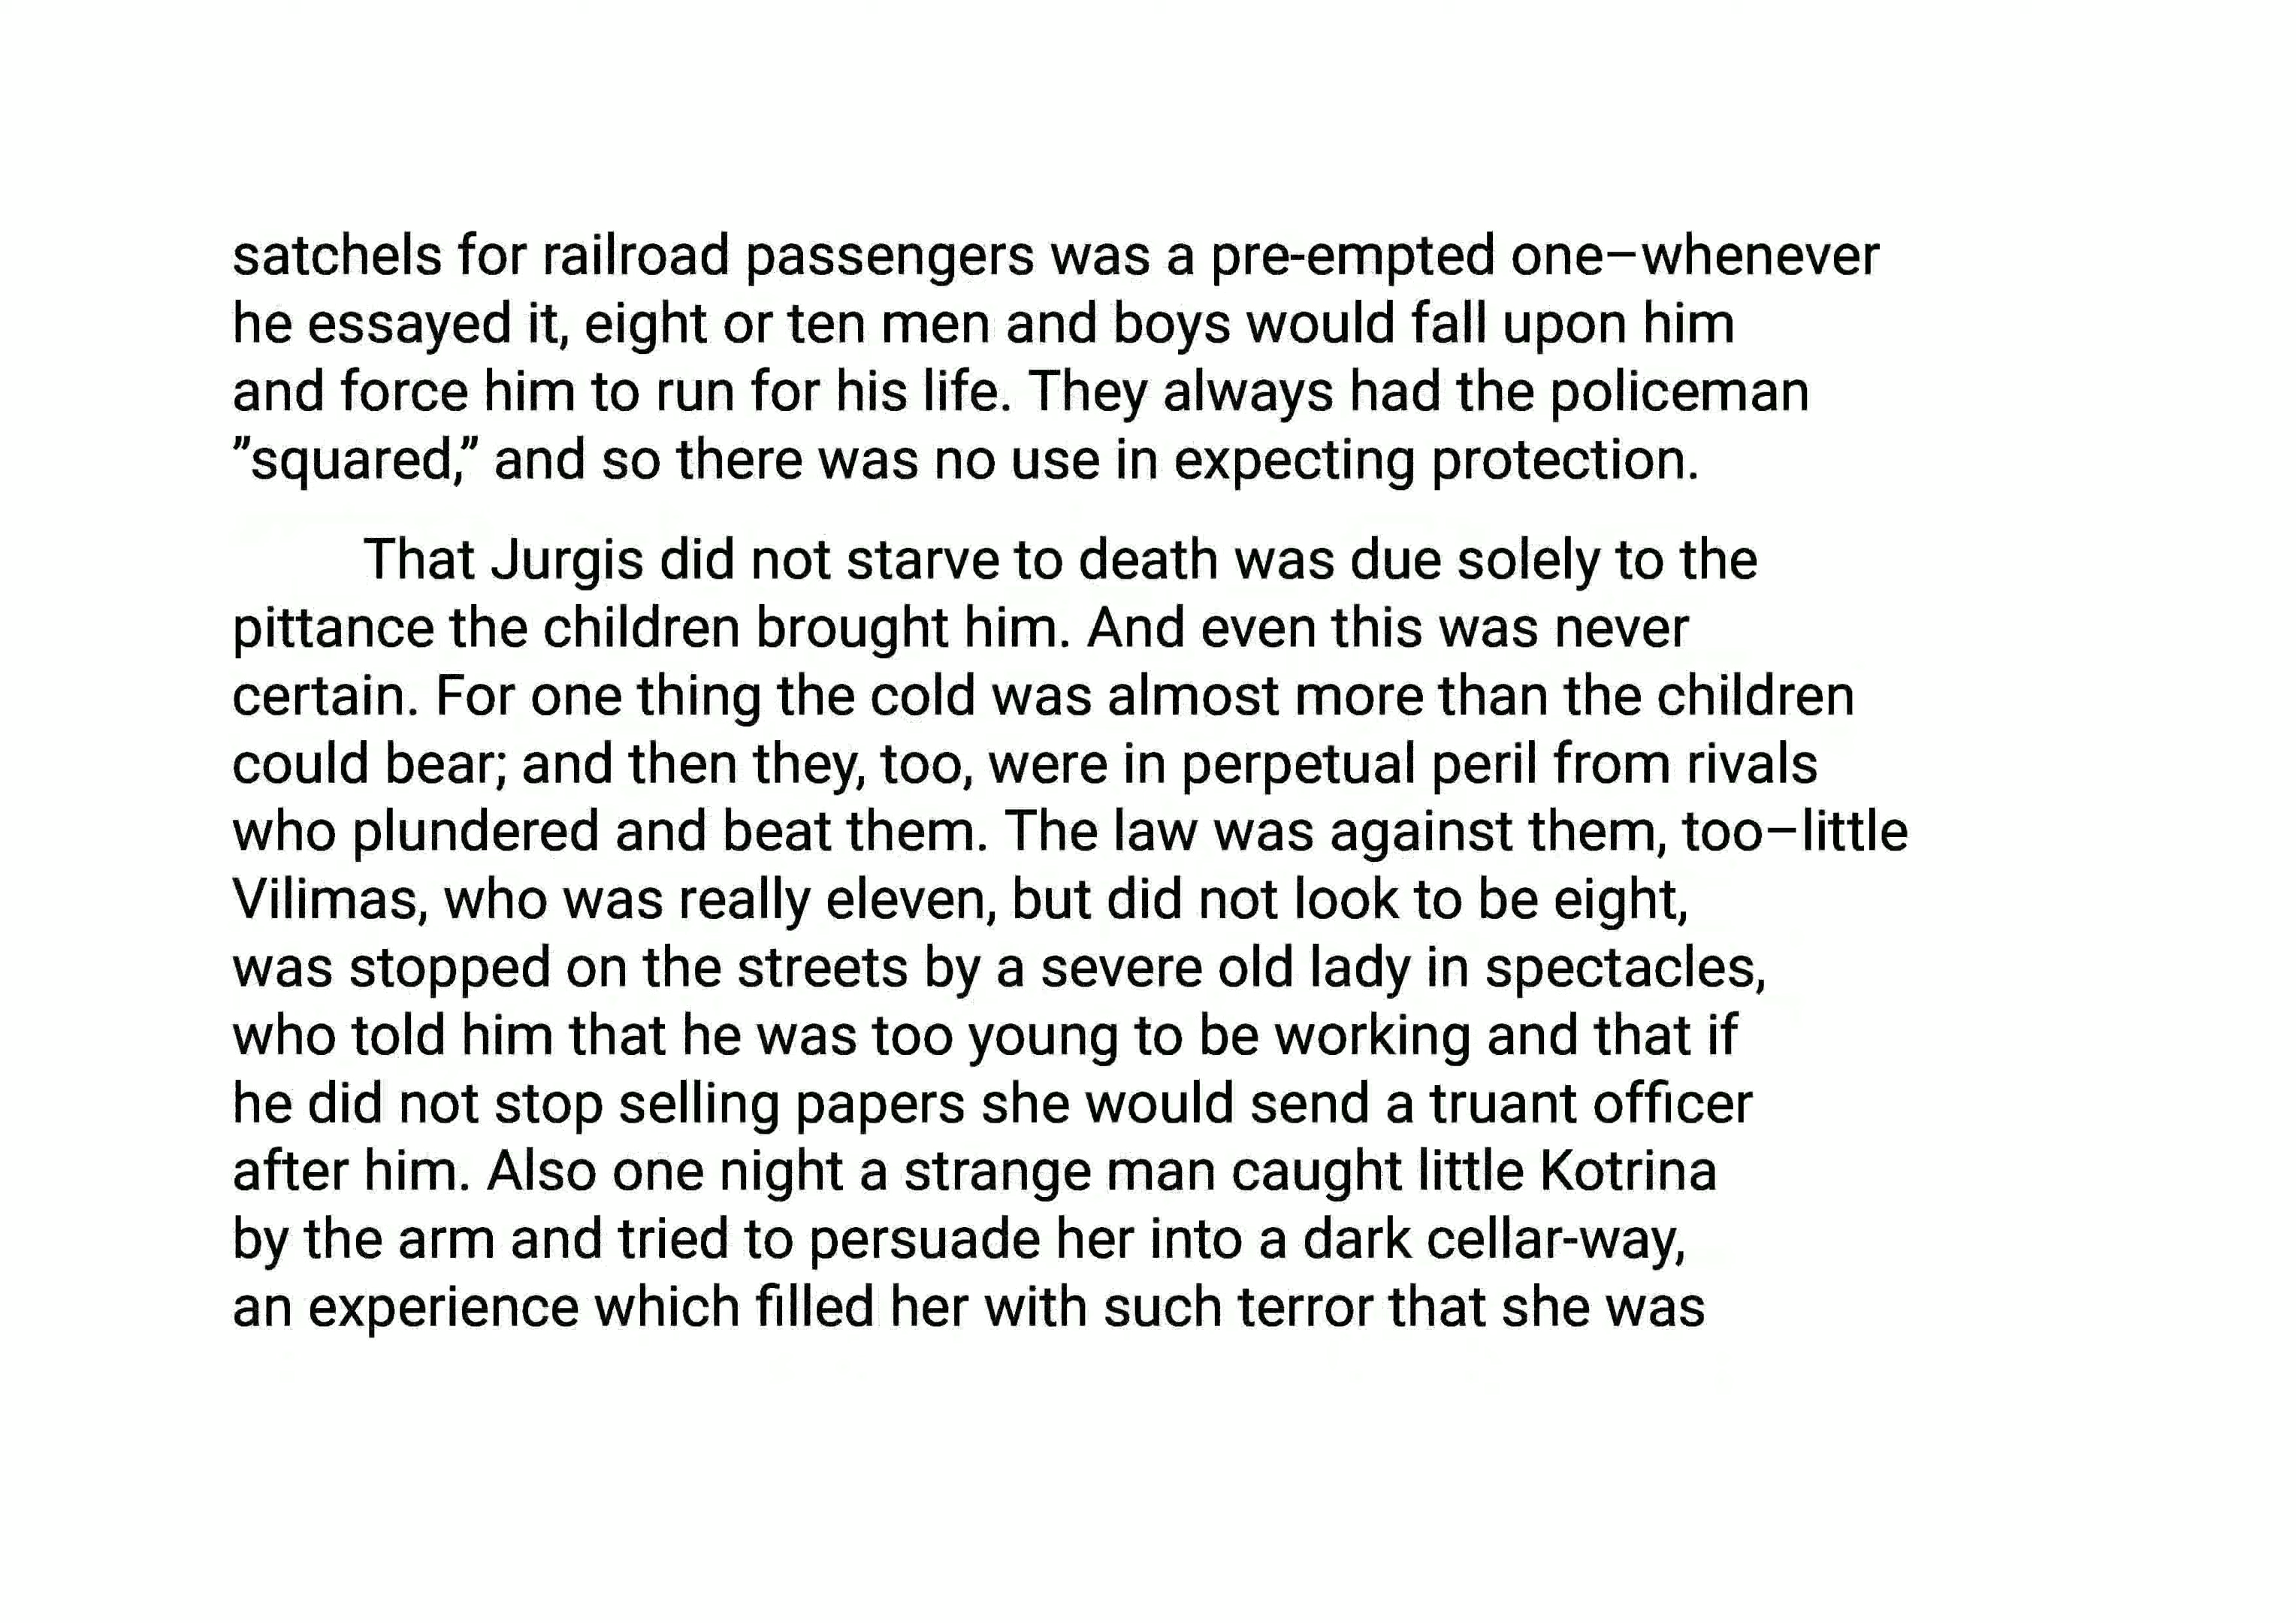 satchels for railroad passengers was a pre-empted one–whenever
he essayed it, eight or ten men and boys would fall upon him
and force him to run for his life. They always had the policeman
”squared,” and so there was no use in expecting protection.
That Jurgis did not starve to death was due solely to the
pittance the children brought him. And even this was never
certain. For one thing the cold was almost more than the children
could bear; and then they, too, were in perpetual peril from rivals
who plundered and beat them. The law was against them, too–little
Vilimas, who was really eleven, but did not look to be eight,
was stopped on the streets by a severe old lady in spectacles,
who told him that he was too young to be working and that if
he did not stop selling papers she would send a truant officer
after him. Also one night a strange man caught little Kotrina
by the arm and tried to persuade her into a dark cellar-way,
an experience which filled her with such terror that she was